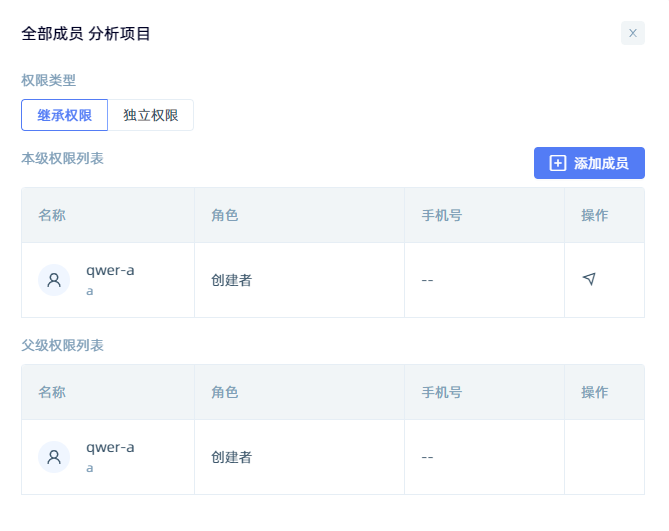 全部成员 分析项目
X
权限类型
继承权限 独立权限
本级权限列表
添加成员
名称 角色 手机号 操作
qwer-a
a
创建者 --
父级权限列表
名称 角色 手机号 操作
qwer-a
a
创建者 --